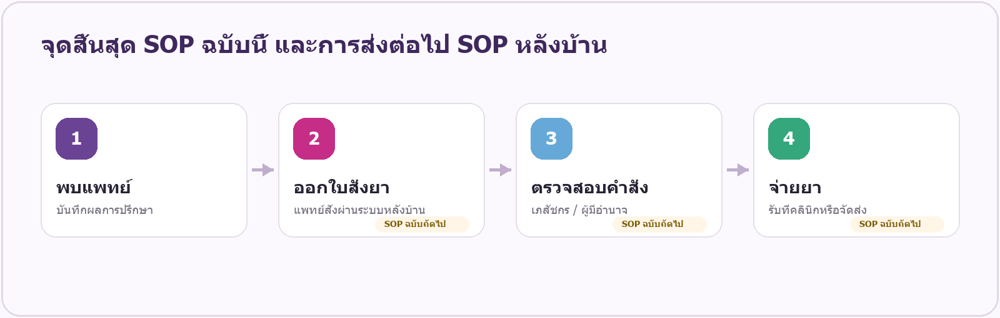 จุดสิ้นสุด SOP ฉบับนี้ และการส่งต่อไป SOP หลังบ้าน
1
พบแพทย์
บันทึกผลการปรึกษา
2
ออกใบสั่งยา
แพทย์สั่งผ่านระบบหลังบ้าน
SOP ฉบับถัดไป
3
ตรวจสอบคำสั่ง
เภสัชกร / ผู้มีอำนาจ
SOP ฉบับถัดไป
4
จ่ายยา
รับที่คลินิกหรือจัดส่ง
SOP ฉบับถัดไป